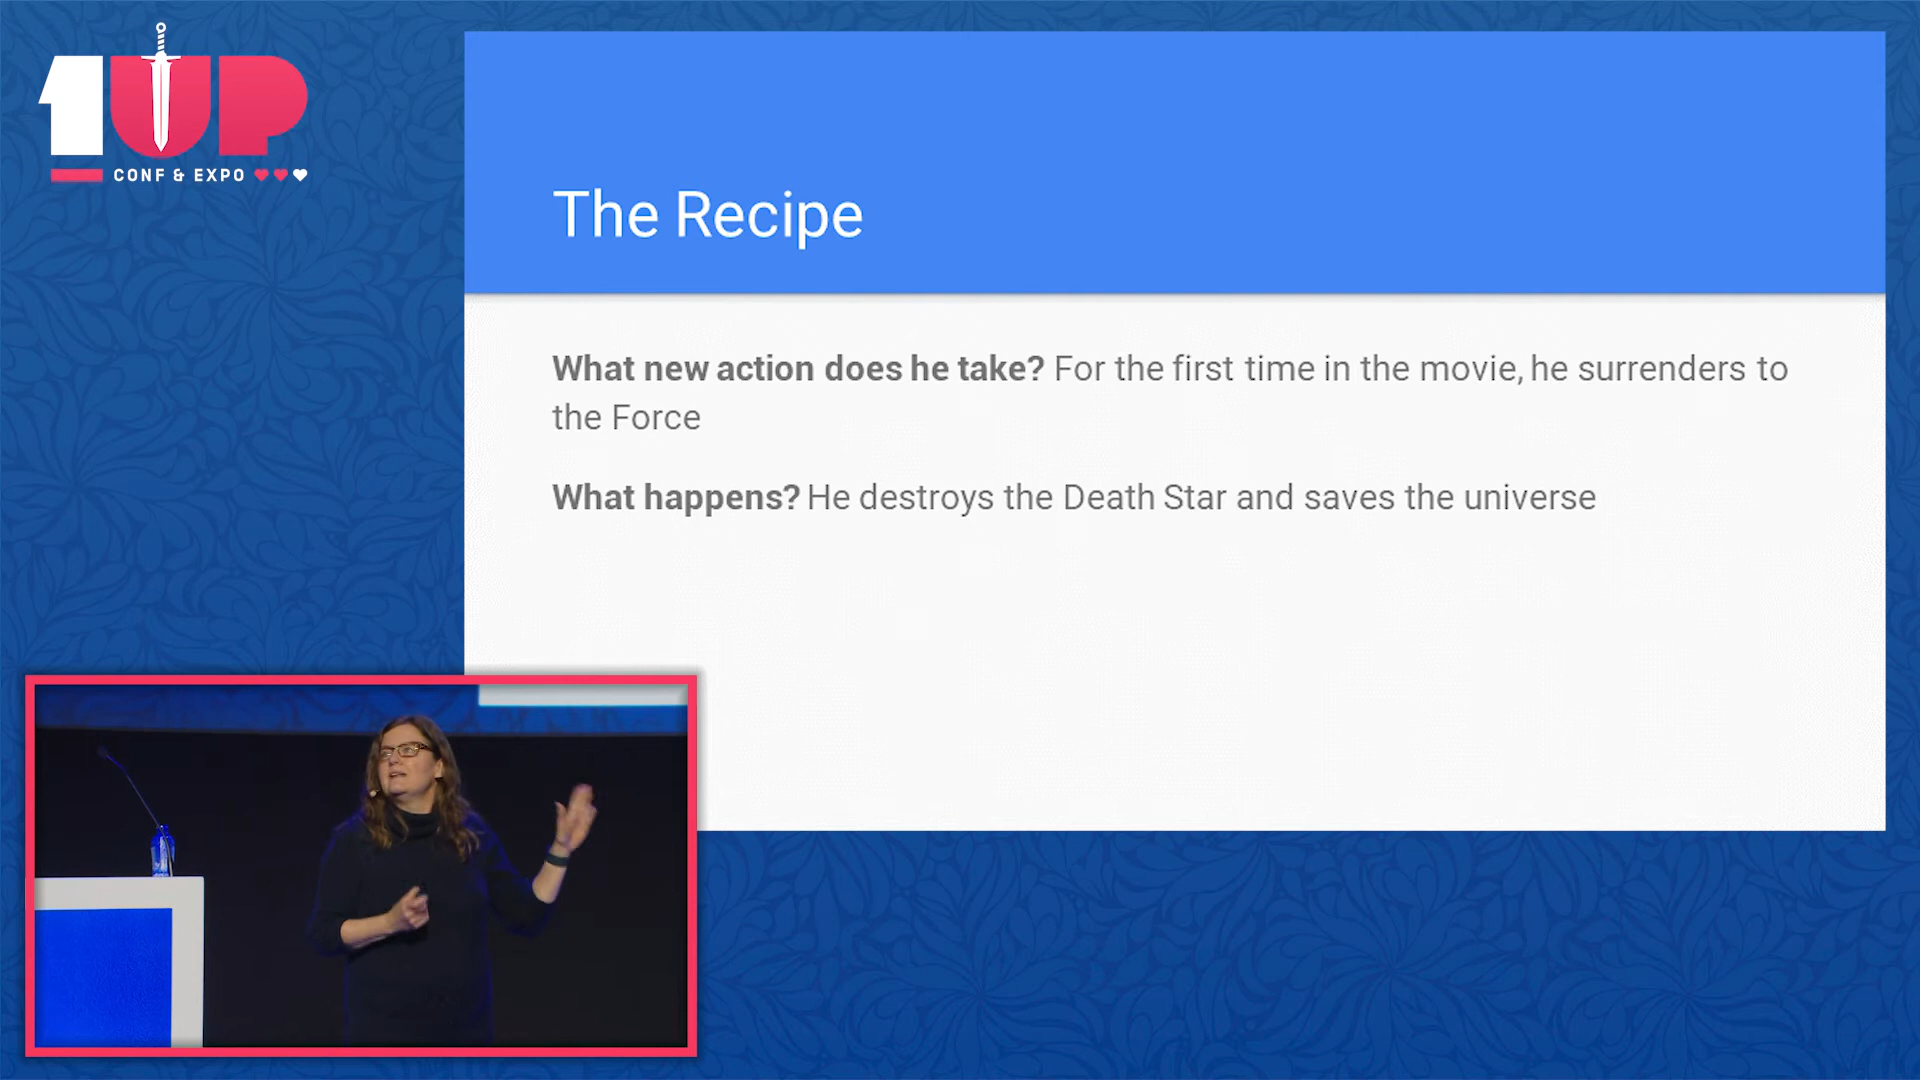 1UP
CONF & EXPO
The Recipe
What new action does he take? For the first time in the movie, he surrenders to
the Force
What happens? He destroys the Death Star and saves the universe